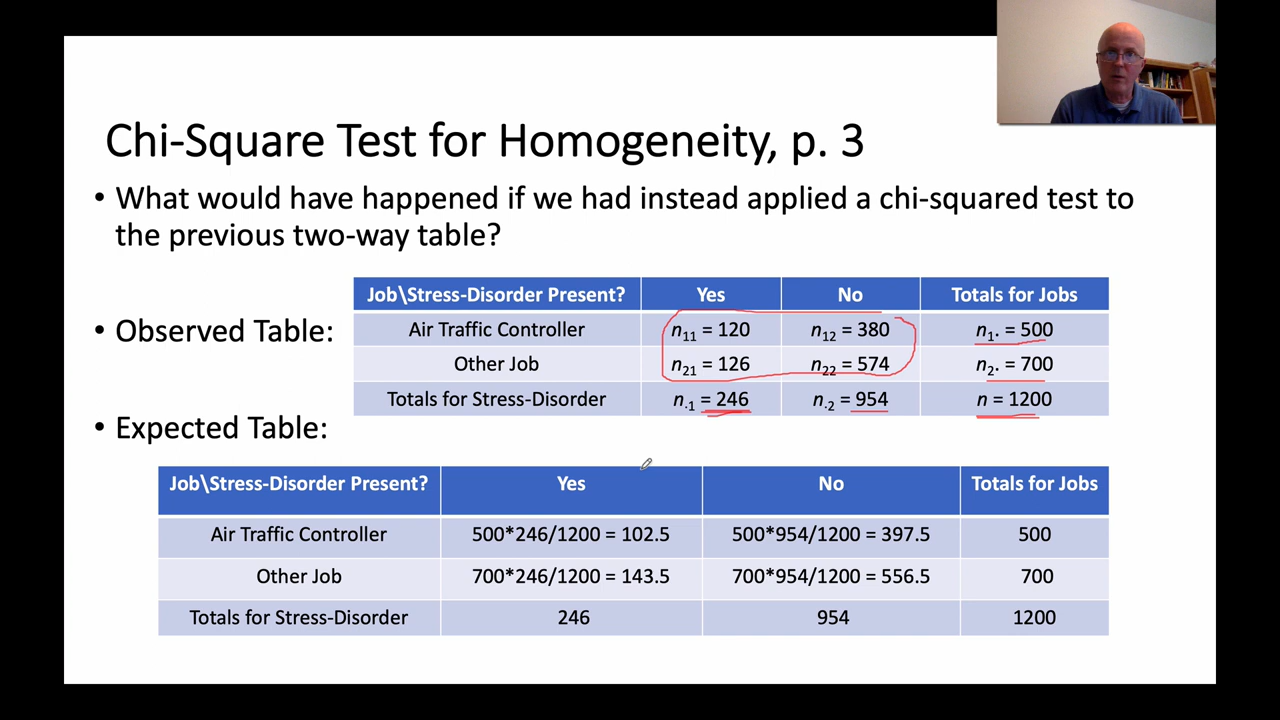 Chi-Square Test for Homogeneity, p. 3
• What would have happened if we had instead applied a chi-squared test to
the previous two-way table?
• Observed Table:
Job\Stress-Disorder Present? Yes No Totals for Jobs
Air Traffic Controller n11 = 120 n12 = 380 n1· = 500
Other Job n21 = 126 n22 = 574 n2· = 700
Totals for Stress-Disorder n·1 = 246 n·2 = 954 n = 1200
• Expected Table:
Job\Stress-Disorder Present? Yes No Totals for Jobs
Air Traffic Controller 500*246/1200 = 102.5 500*954/1200 = 397.5 500
Other Job 700*246/1200 = 143.5 700*954/1200 = 556.5 700
Totals for Stress-Disorder 246 954 1200